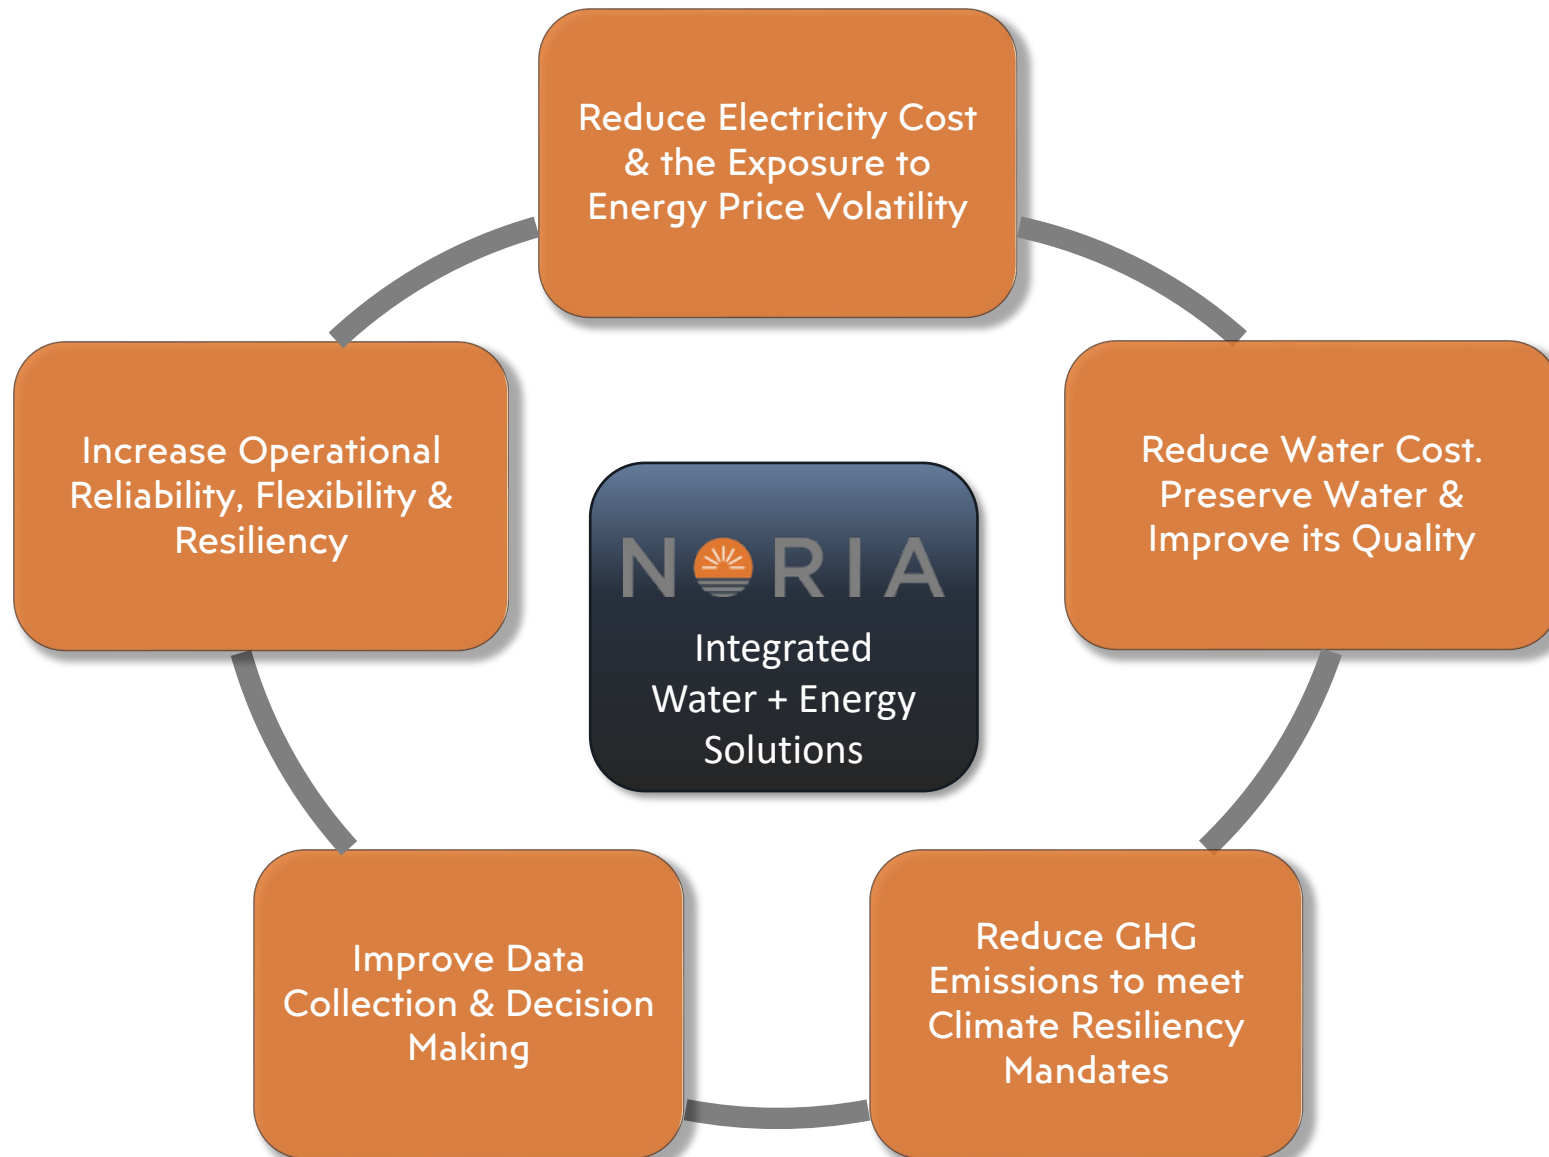 Reduce Electricity Cost
& the Exposure to
Energy Price Volatility
Increase Operational
Reliability, Flexibility &
Resiliency
Reduce Water Cost.
Preserve Water &
Improve its Quality
NORIA
Integrated
Water + Energy
Solutions
Improve Data
Collection & Decision
Making
Reduce GHG
Emissions to meet
Climate Resiliency
Mandates